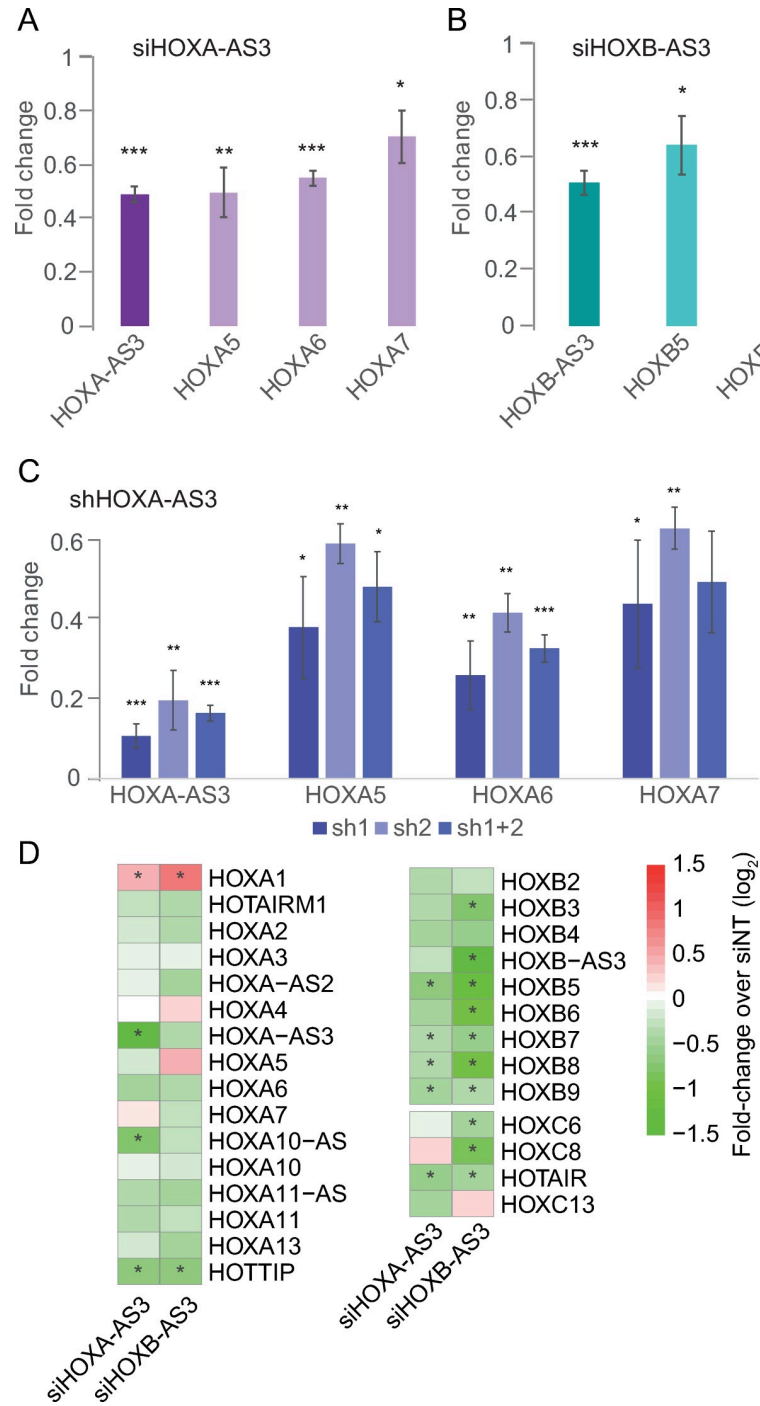 A
siHOXA-AS3
Fold change
1
0.8
0.6
0.4
0.2
0
***
**
***
*
HOXA-AS3
HOXA5
HOXA6
HOXA7
B
siHOXB-AS3
Fold change
1
0.8
0.6
0.4
0.2
0
***
*
HOXB-AS3
HOXB5
C
shHOXA-AS3
Fold change
0.6
0.4
0.2
0
***
**
***
*
**
*
**
**
***
*
**
HOXA-AS3
HOXA5
HOXA6
HOXA7
sh1 sh2 sh1+2
D
* * HOXA1
HOTAIRM1
HOXA2
HOXA3
HOXA−AS2
HOXA4
* HOXA−AS3
HOXA5
HOXA6
HOXA7
* HOXA10−AS
HOXA10
HOXA11−AS
HOXA11
HOXA13
* * HOTTIP
siHOXA-AS3
siHOXB-AS3
HOXB2
* HOXB3
HOXB4
* HOXB−AS3
* * HOXB5
* HOXB6
* * HOXB7
* * HOXB8
* * HOXB9
* HOXC6
* HOXC8
* * HOTAIR
HOXC13
siHOXA-AS3
siHOXB-AS3
1.5
1
0.5
0
−0.5
−1
−1.5
Fold-change over siNT (log2)